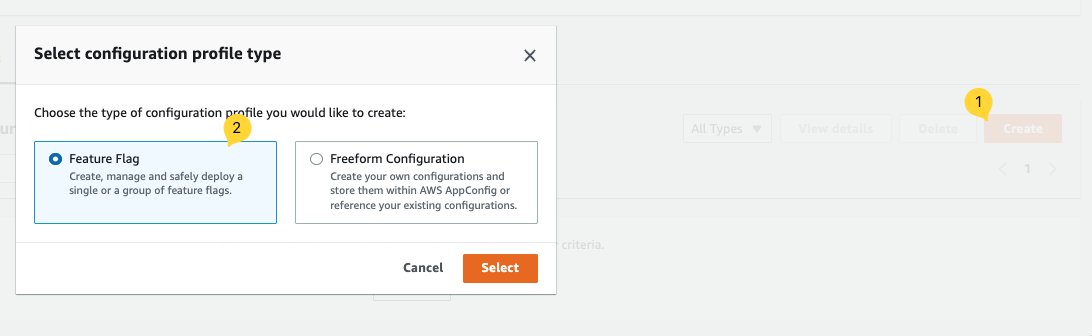 Select configuration profile type
Choose the type of configuration profile you would like to create:
1
2
All Types
View details
Delete
Create
Feature Flag
Create, manage and safely deploy a
single or a group of feature flags.
Freeform Configuration
Create your own configurations and
store them within AWS AppConfig or
reference your existing configurations.
1
criteria.
Cancel
Select